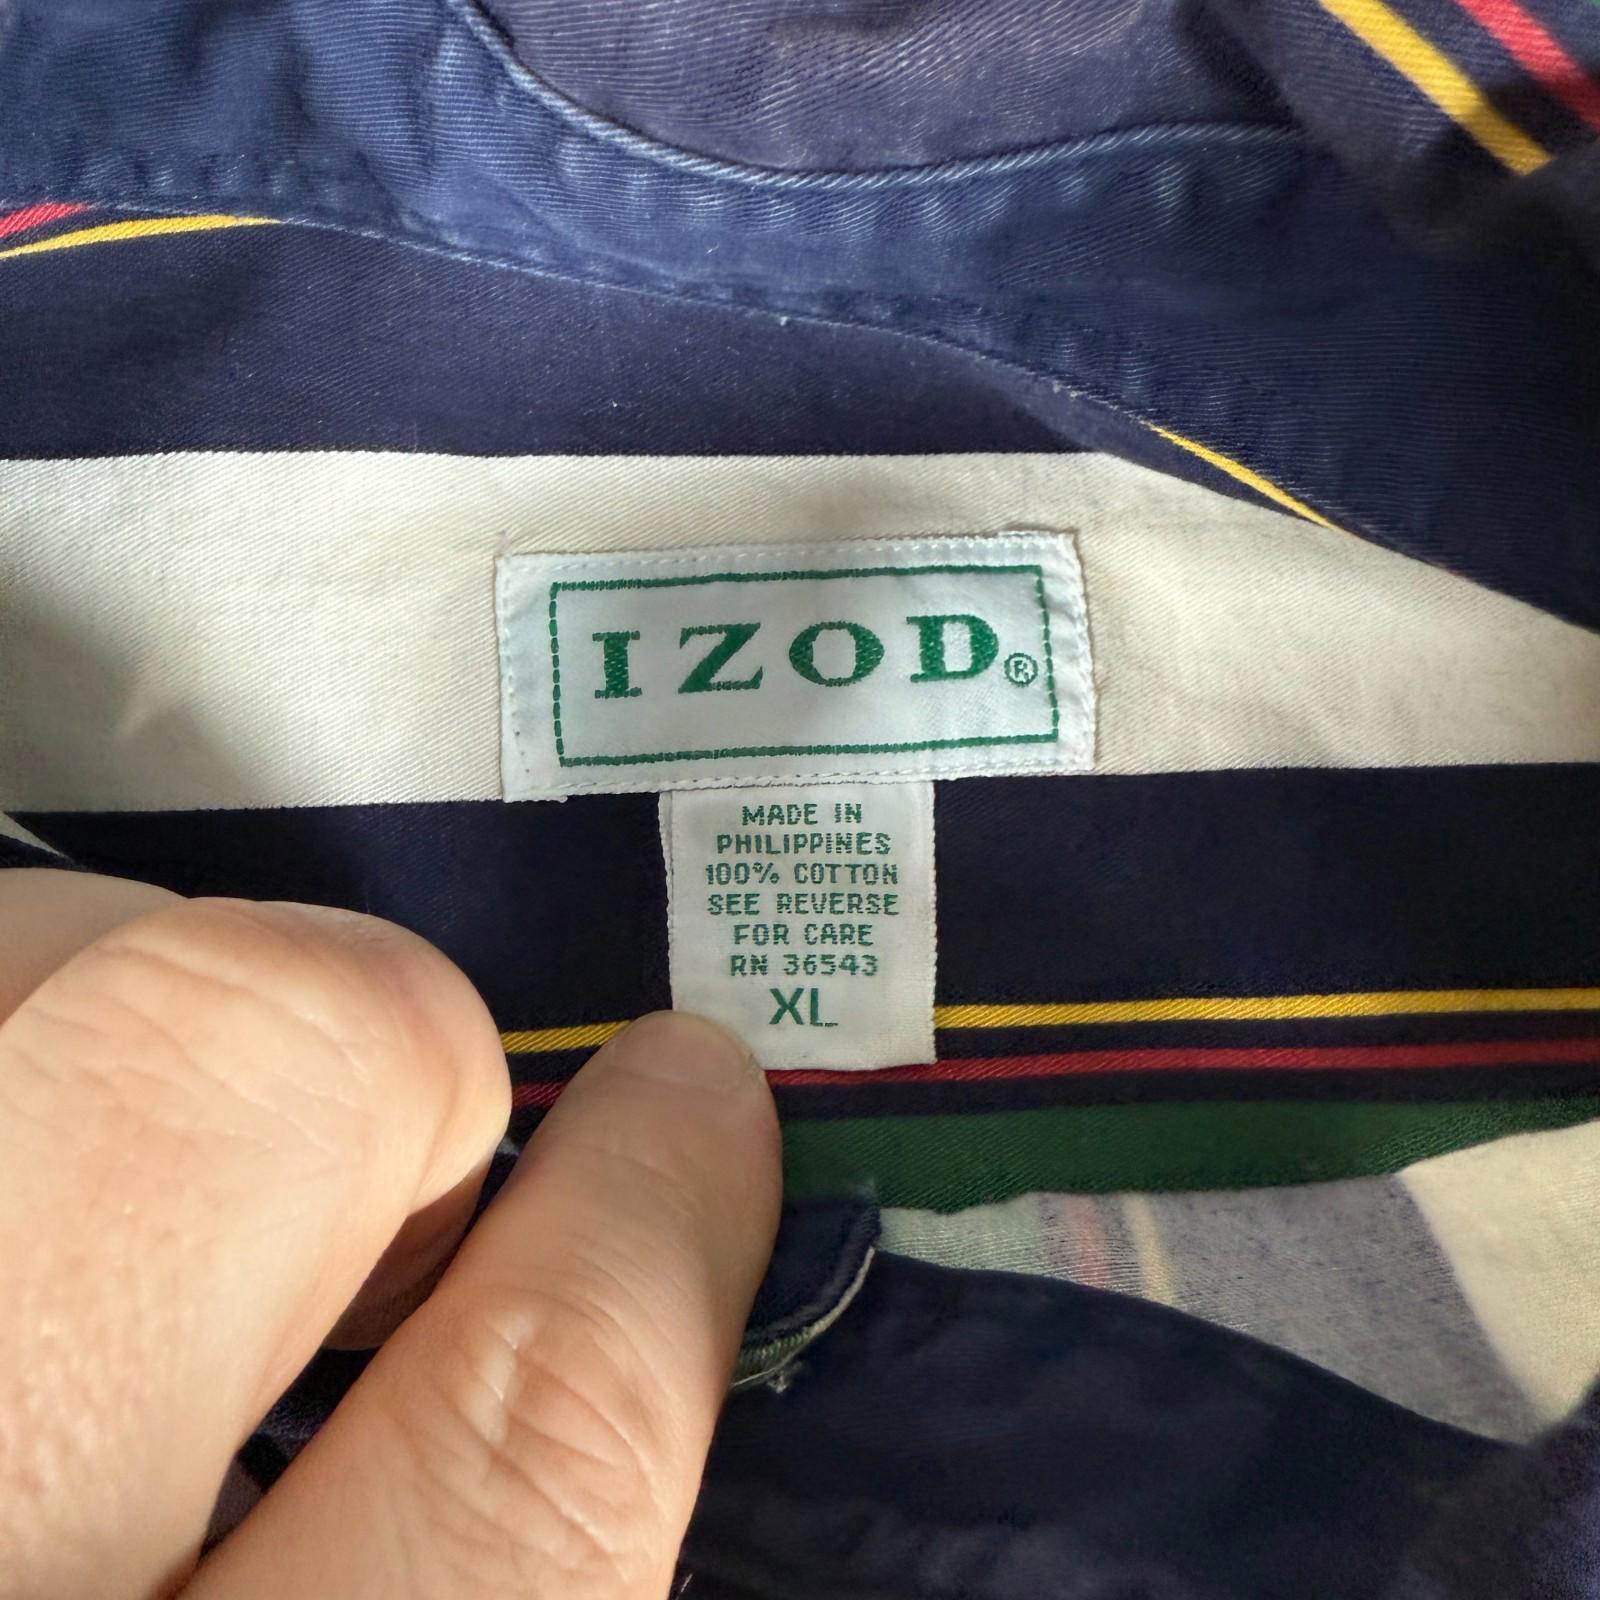 IZOD®
MADE IN
PHILIPPINES
100% COTTON
SEE REVERSE
FOR CARE
RN 36543
XL